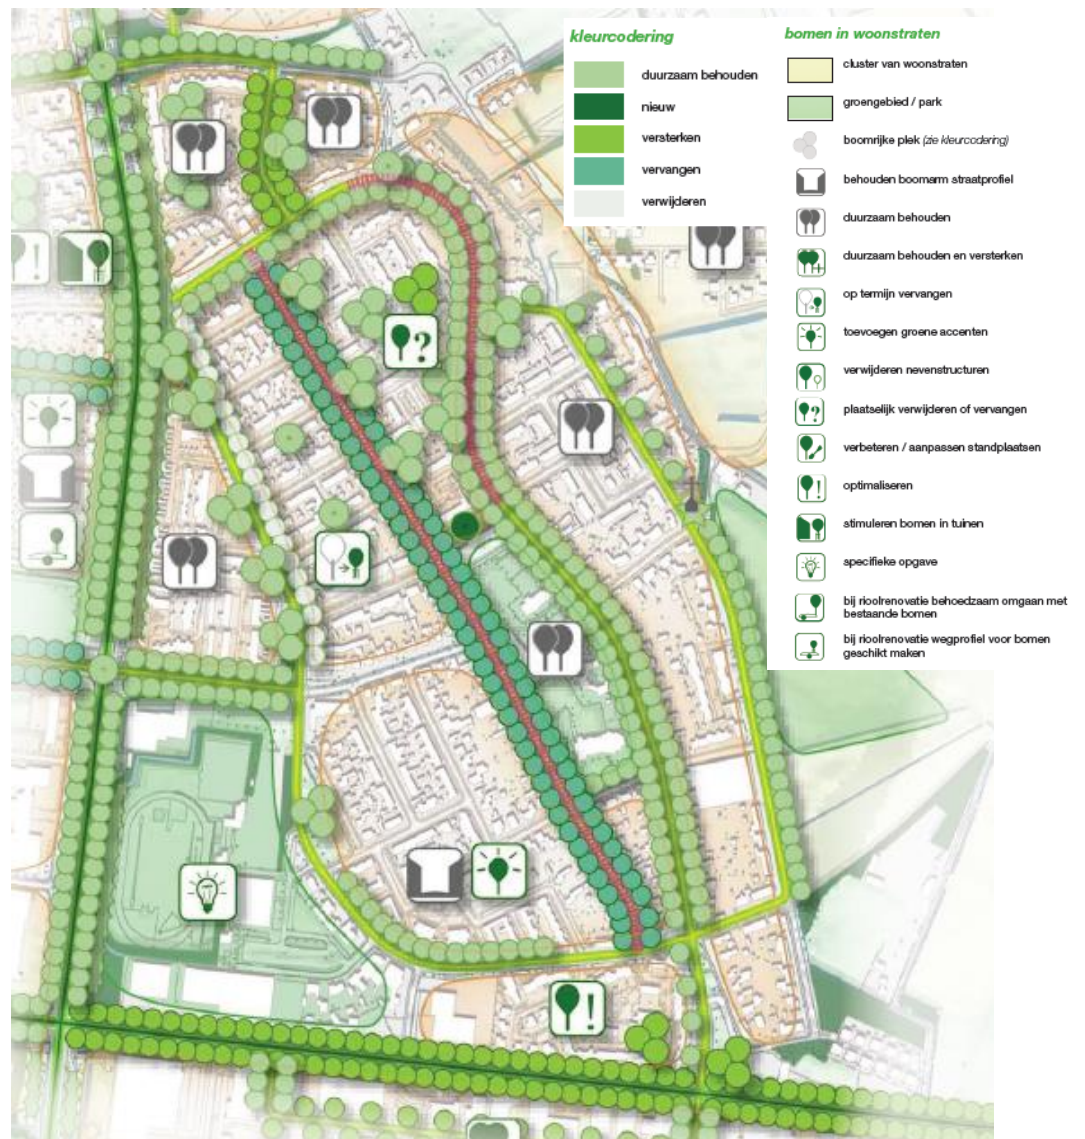 kleurcodering
duurzaam behouden
nieuw
versterken
vervangen
verwijderen
bomen in woonstraten
cluster van woonstraten
groengebied / park
boomrijke plek (zie kleurcodering)
behouden boomarm straatprofiel
duurzaam behouden
duurzaam behouden en versterken
op termijn vervangen
toevoegen groene accenten
verwijderen nevenstructuren
plaatselijk verwijderen of vervangen
verbeteren / aanpassen standplaatsen
optimaliseren
stimuleren bomen in tuinen
specifieke opgave
bij rioolrenovatie behoedzaam omgaan met
bestaande bomen
bij rioolrenovatie wegprofiel voor bomen
geschikt maken